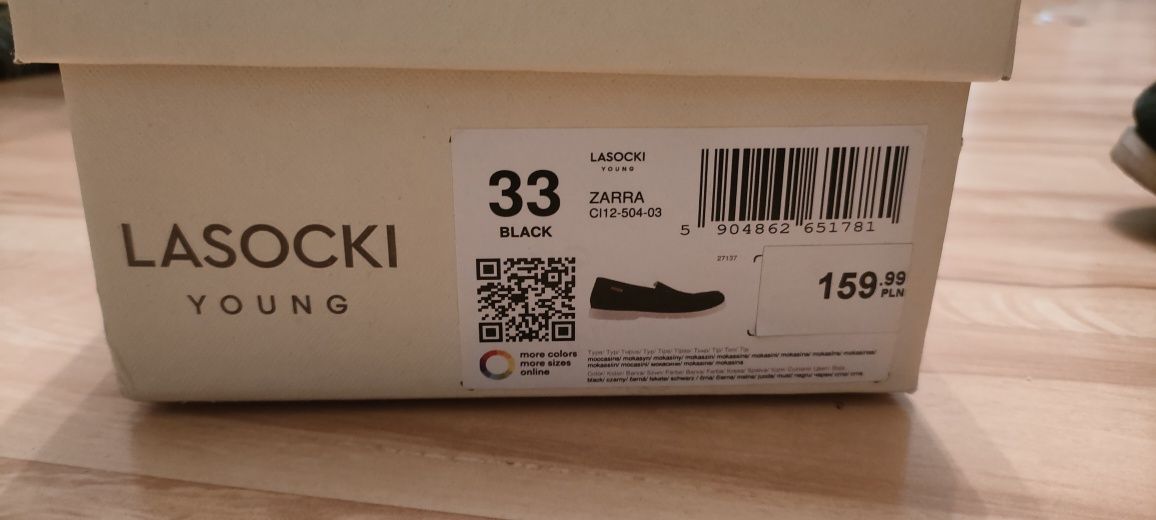 LASOCKI
YOUNG
33
BLACK
LASOCKI
YOUNG
ZARRA
CI12-504-03
5 904862 651781
27137
159.99
PLN
more colors
more sizes
online